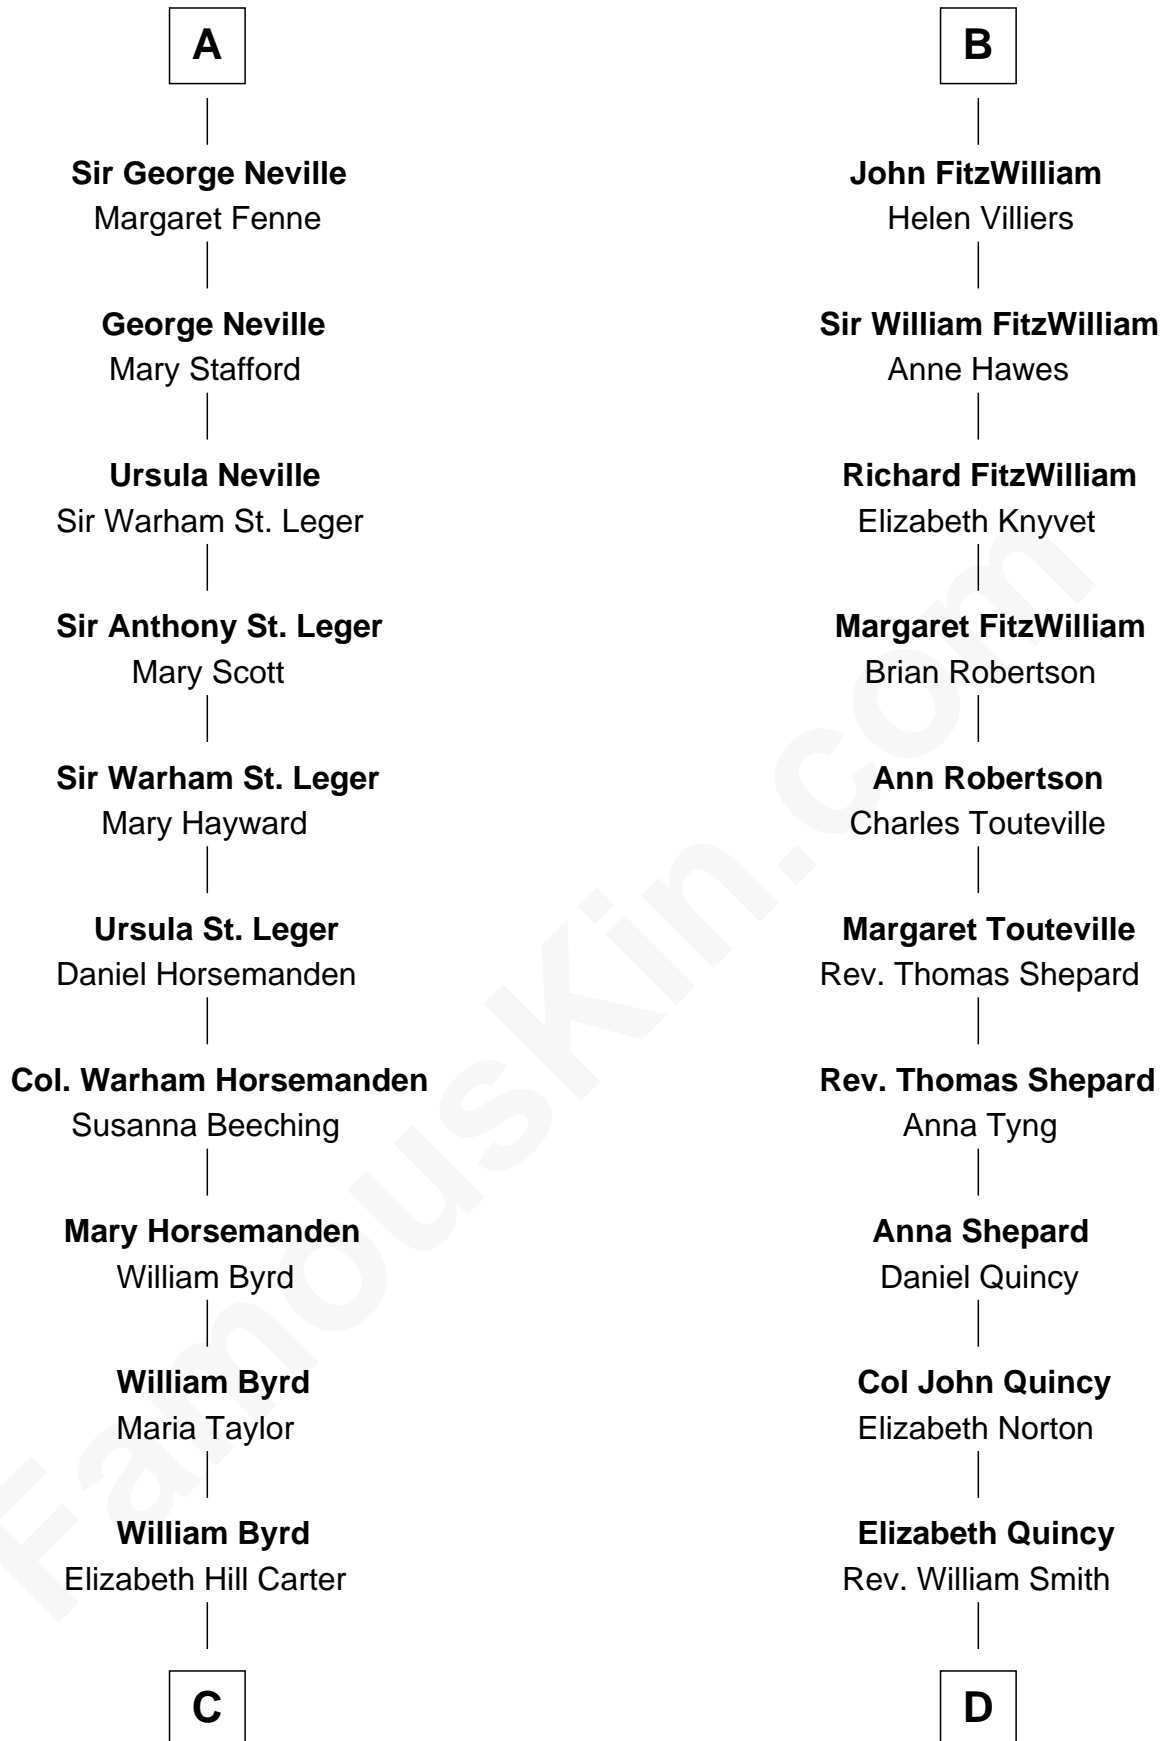 A
Sir George Neville
Margaret Fenne
George Neville
Mary Stafford
Ursula Neville
Sir Warham St. Leger
Sir Anthony St. Leger
Mary Scott
Sir Warham St. Leger
Mary Hayward
Ursula St. Leger
Daniel Horsemanden
Col. Warham Horsemanden
Susanna Beeching
Mary Horsemanden
William Byrd
William Byrd
Maria Taylor
William Byrd
Elizabeth Hill Carter
C
B
John FitzWilliam
Helen Villiers
Sir William FitzWilliam
Anne Hawes
Richard FitzWilliam
Elizabeth Knyvet
Margaret FitzWilliam
Brian Robertson
Ann Robertson
Charles Touteville
Margaret Touteville
Rev. Thomas Shepard
Rev. Thomas Shepard
Anna Tyng
Anna Shepard
Daniel Quincy
Col John Quincy
Elizabeth Norton
Elizabeth Quincy
Rev. William Smith
D
FamousKin.com